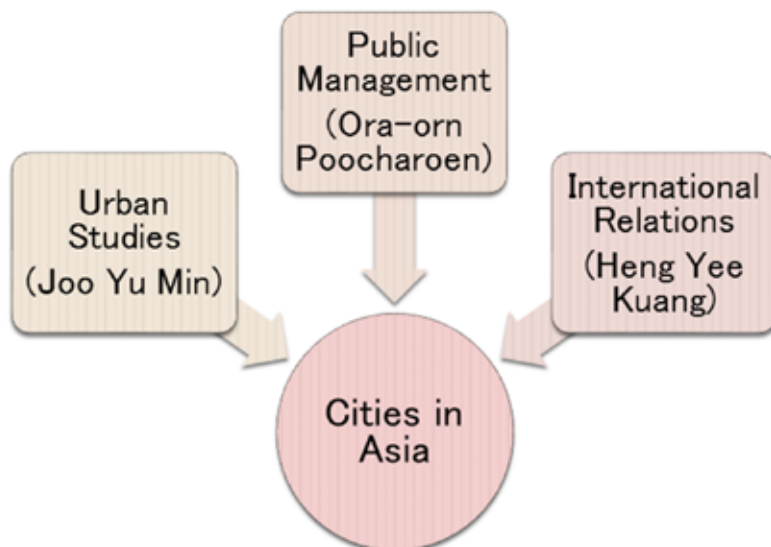 Public
Management
(Ora-orn
Poocharoen)
Urban
Studies
(Joo Yu Min)
International
Relations
(Heng Yee
Kuang)
Cities in
Asia